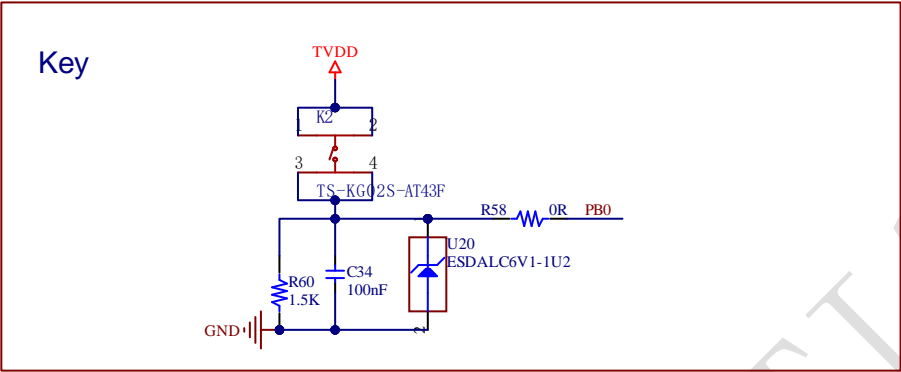 Key
TVDD
K2
1
2
3
4
TS-KG02S-AT43F
R58
0R
PB0
U20
ESDALC6V1-1U2
R60
1.5K
C34
100nF
GND
2